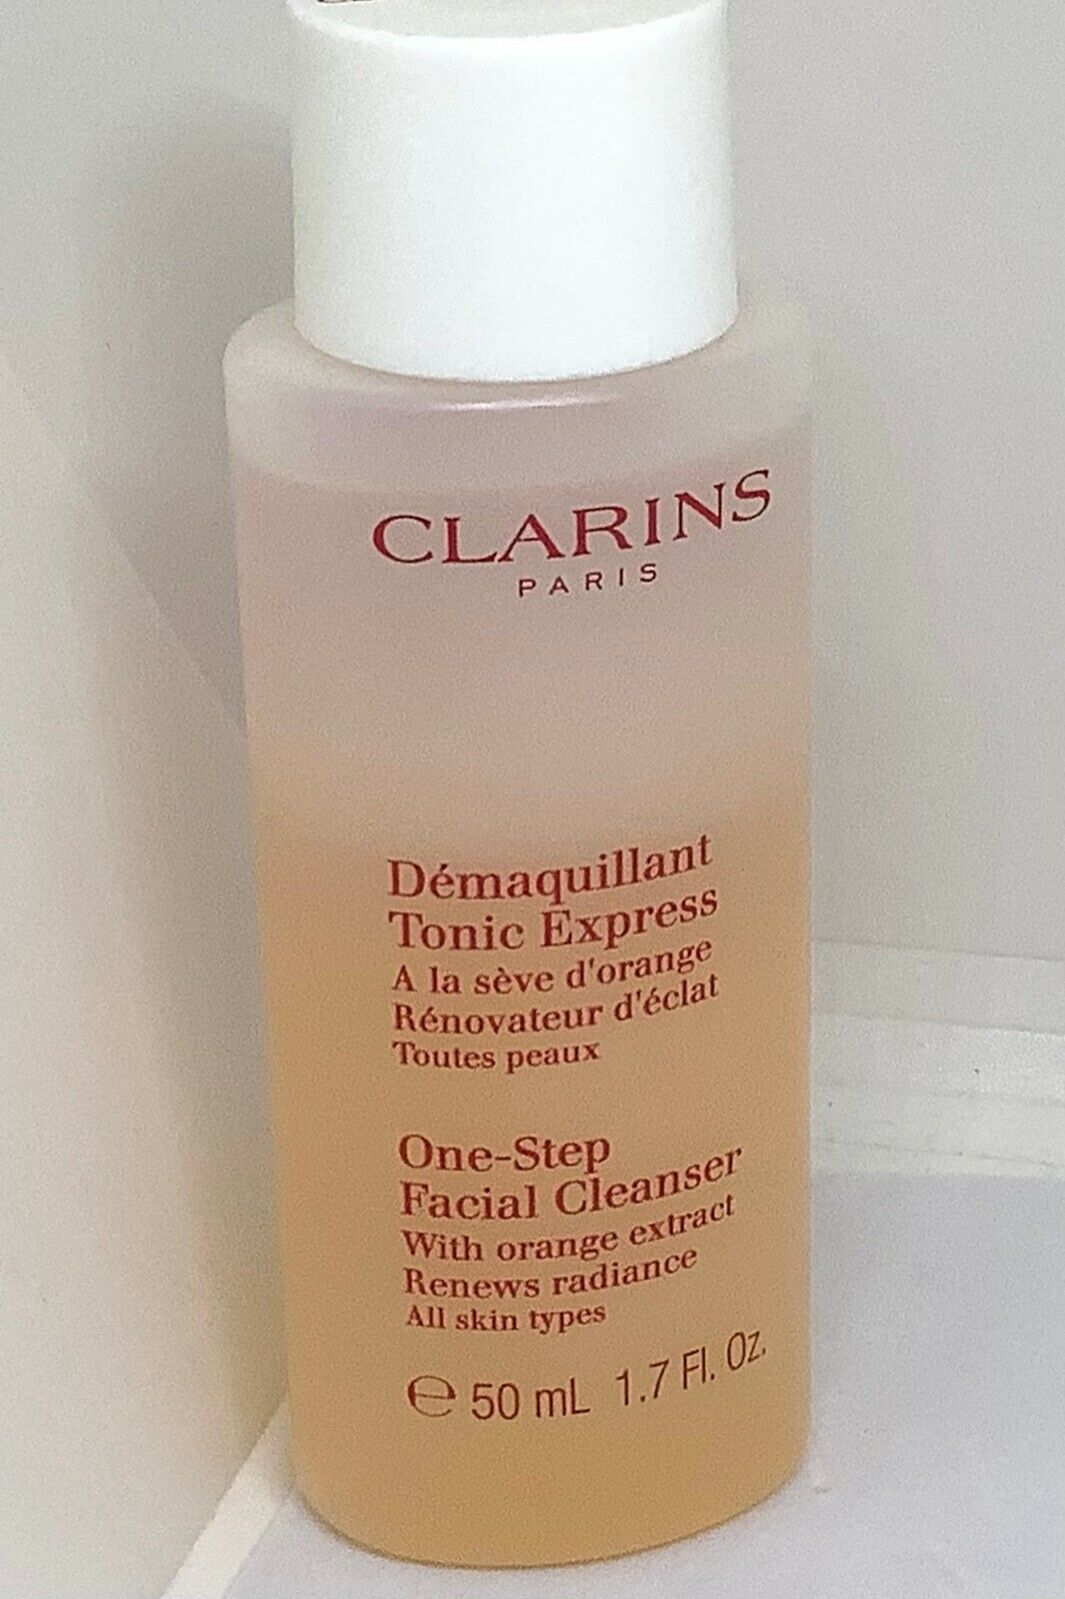 CLARINS
PARIS
Démaquillant
Tonic Express
A la sève d'orange
Rénovateur d'éclat
Toutes peaux
One-Step
Facial Cleanser
With orange extract
Renews radiance
All skin types
℮ 50 mL 1.7 Fl. Oz.